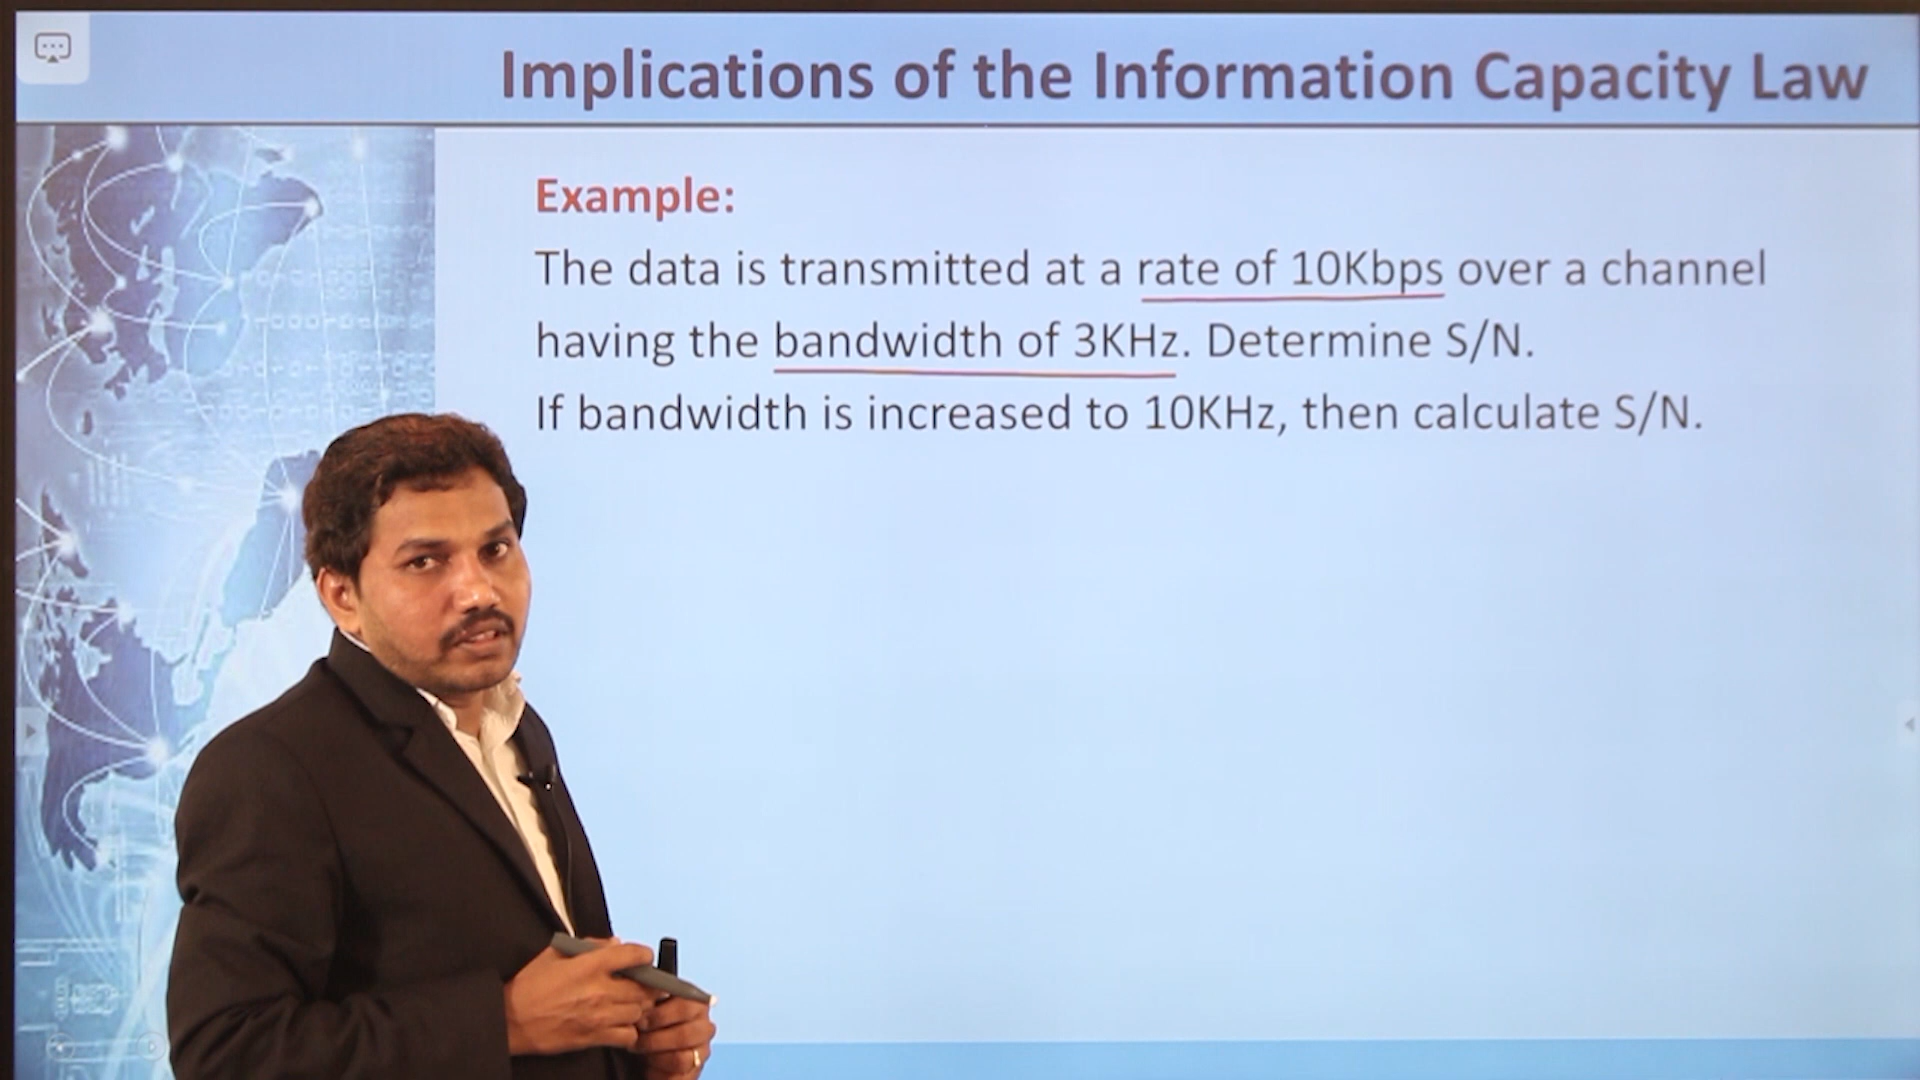 Implications of the Information Capacity Law
Example:
The data is transmitted at a rate of 10Kbps over a channel
having the bandwidth of 3KHz. Determine S/N.
If bandwidth is increased to 10KHz, then calculate S/N.